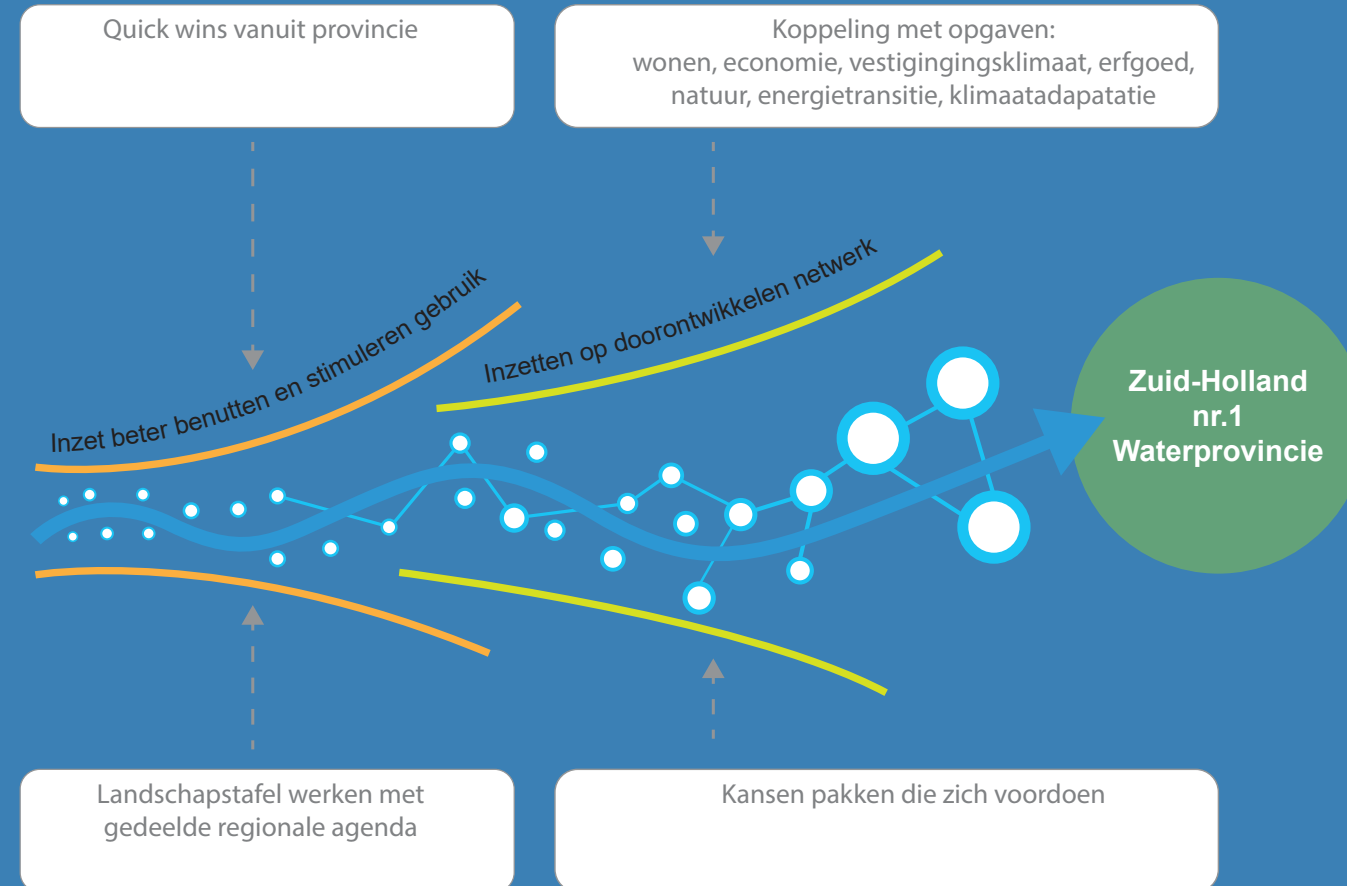 Quick wins vanuit provincie
Koppeling met opgaven:
wonen, economie, vestigingingsklimaat, erfgoed,
natuur, energietransitie, klimaatadapatatie
Inzet beter benutten en stimuleren gebruik
Inzetten op doorontwikkelen netwerk
Zuid-Holland
nr.1
Waterprovincie
Landschapstafel werken met
gedeelde regionale agenda
Kansen pakken die zich voordoen